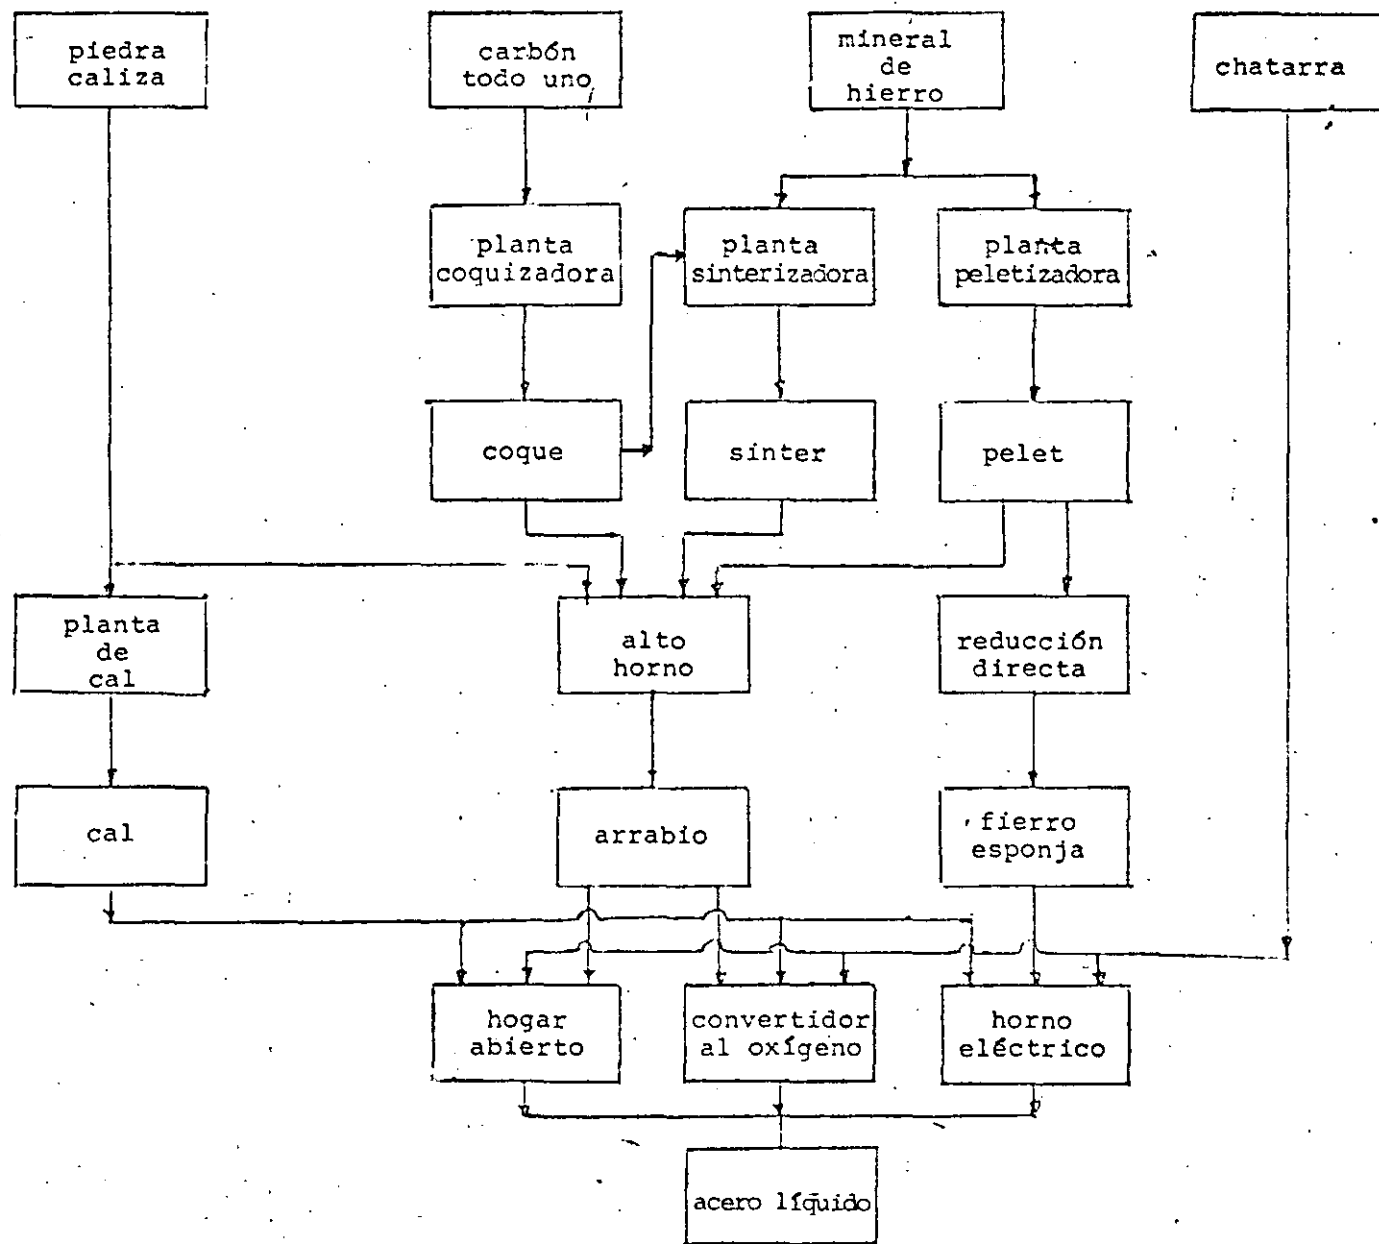 piedra
caliza
carbón
todo uno
mineral
de
hierro
chatarra
planta
coquizadora
planta
sinterizadora
planta
peletizadora
coque
sinter
pelet
planta
de
cal
alto
horno
reducción
directa
cal
arrabio
fierro
esponja
hogar
abierto
convertidor
al oxígeno
horno
eléctrico
acero líquido